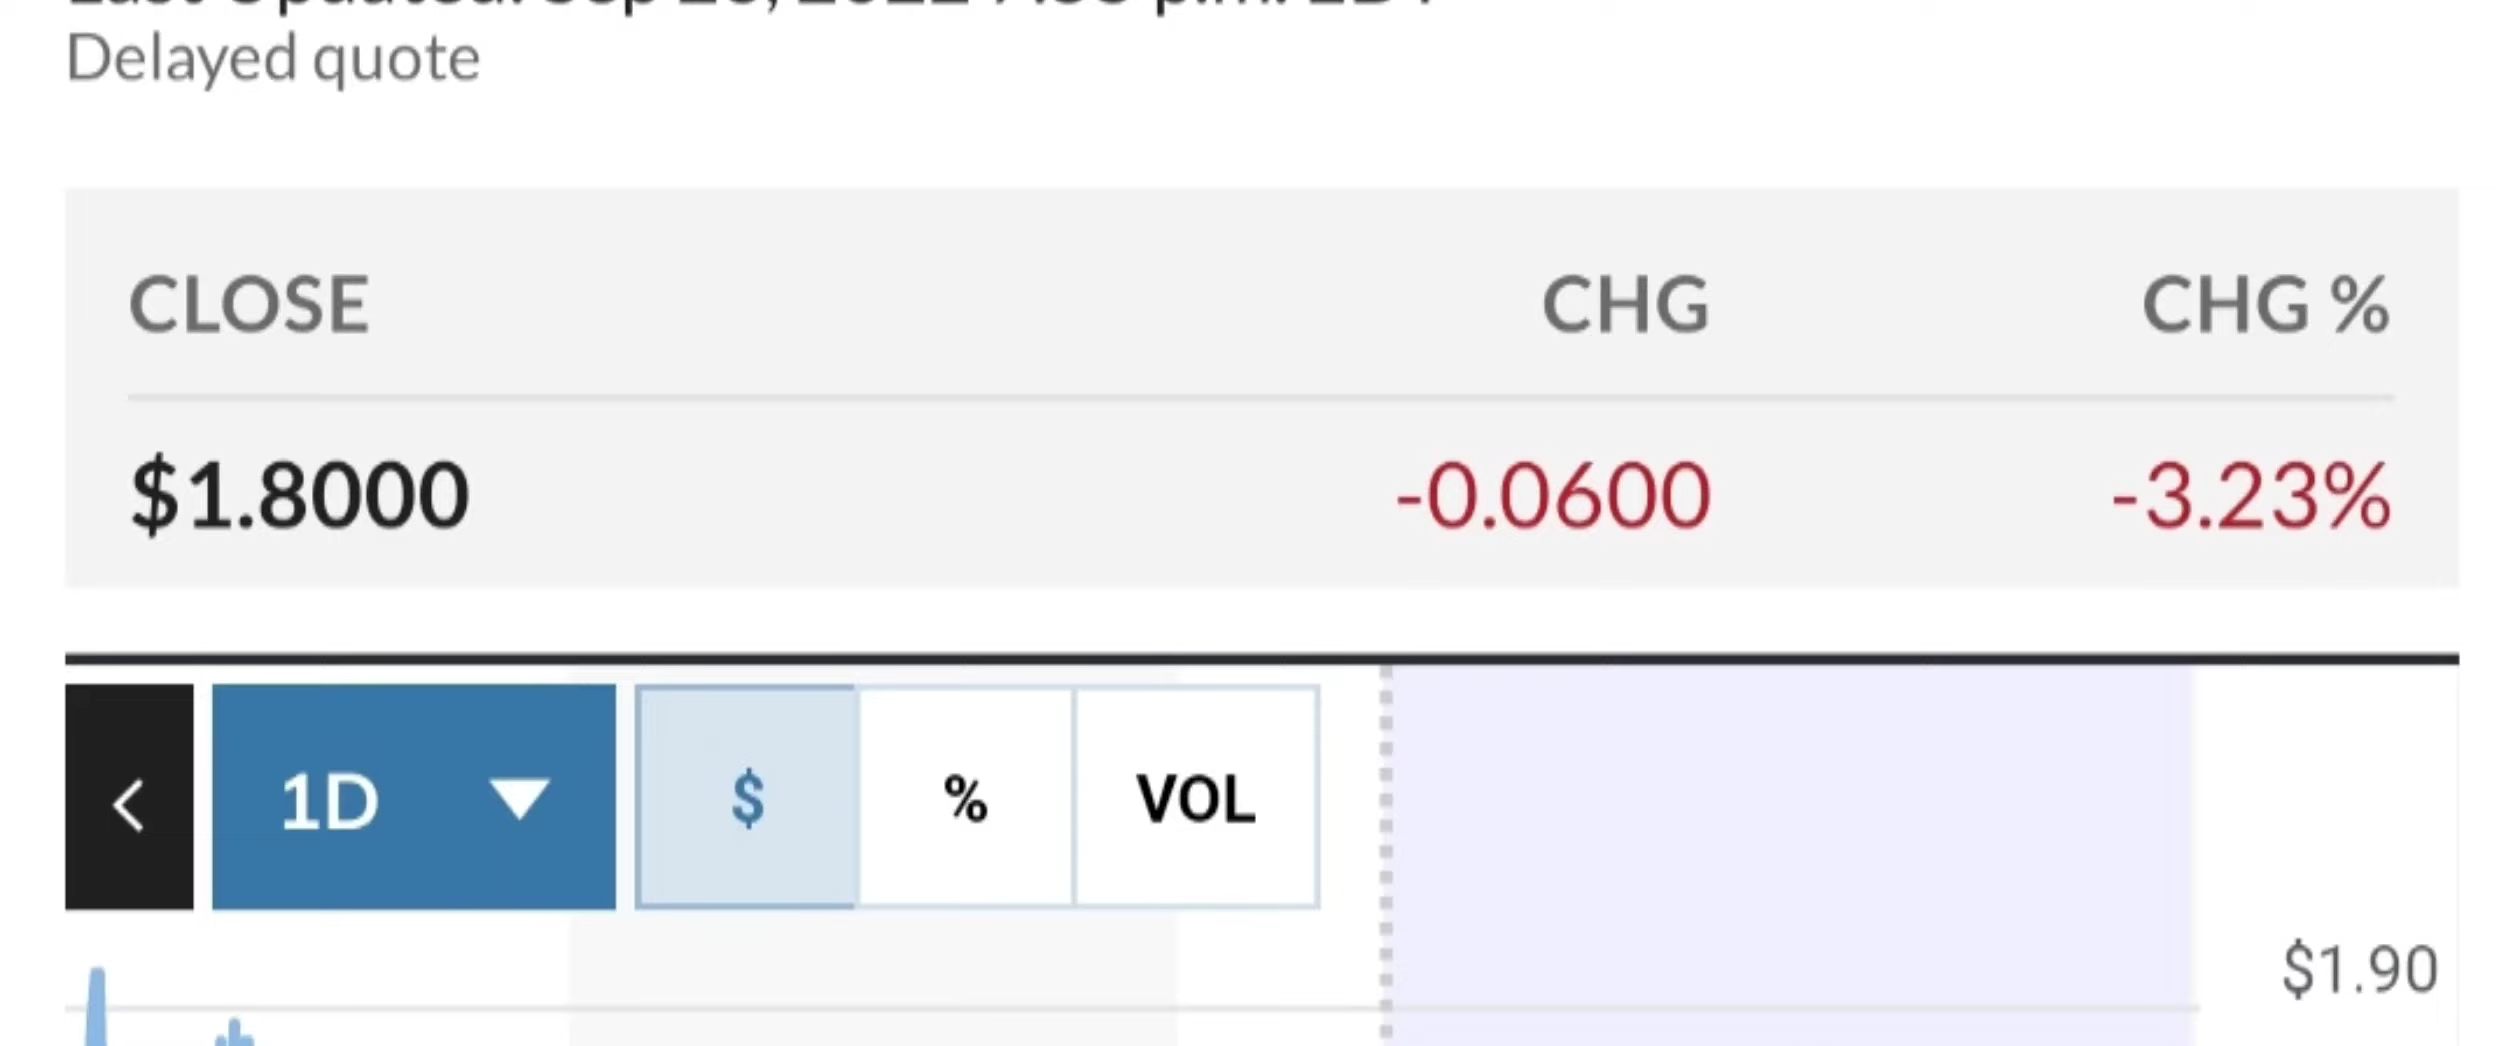 Delayed quote
CLOSE CHG CHG %
$1.8000 -0.0600 -3.23%
1D $ % VOL
$1.90